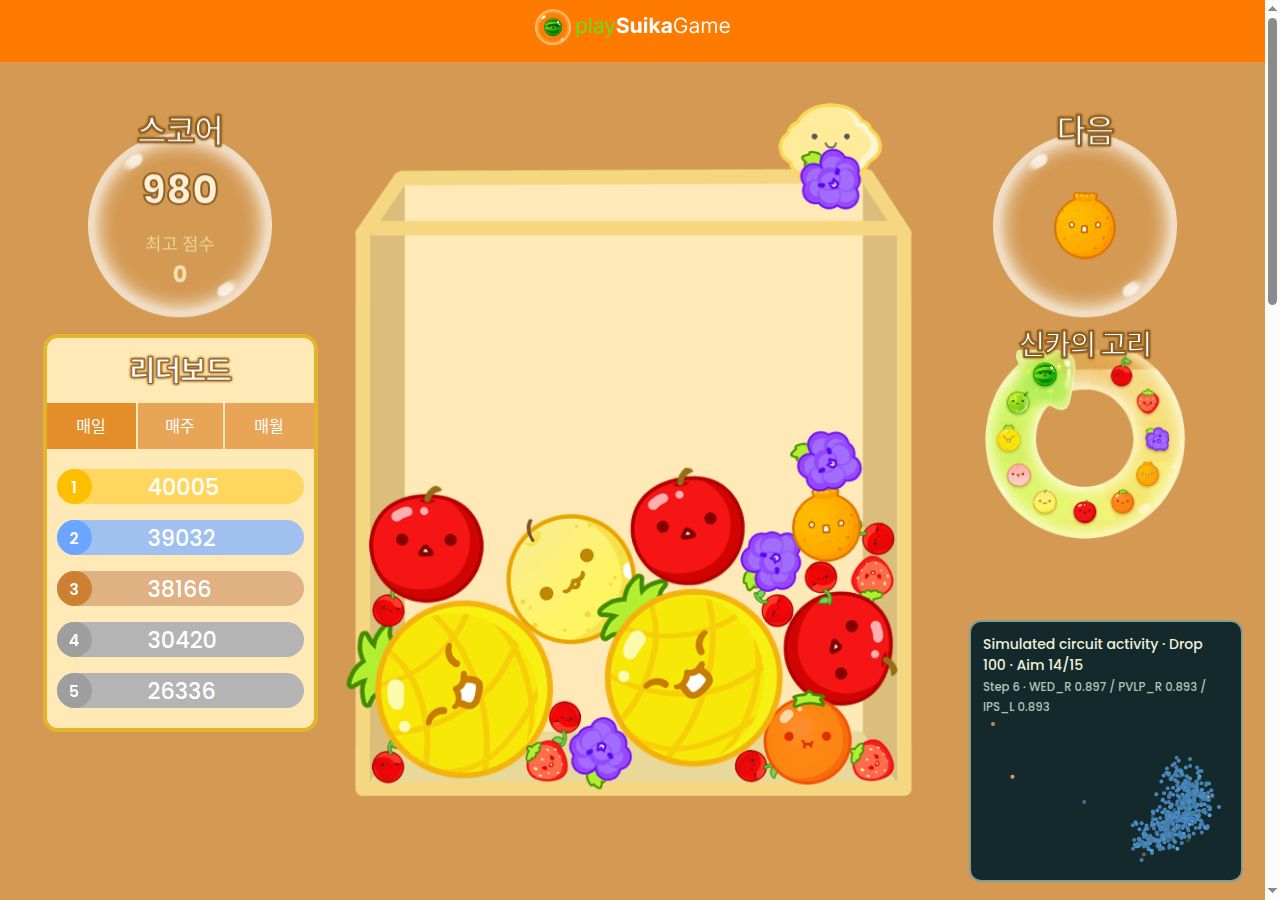 playSuikaGame
스코어
980
최고 점수
0
리더보드
매일 매주 매월
1 40005
2 39032
3 38166
4 30420
5 26336
다음
신카의 고리
Simulated circuit activity · Drop
100 · Aim 14/15
Step 6 · WED_R 0.897 / PVLP_R 0.893 /
IPS_L 0.893